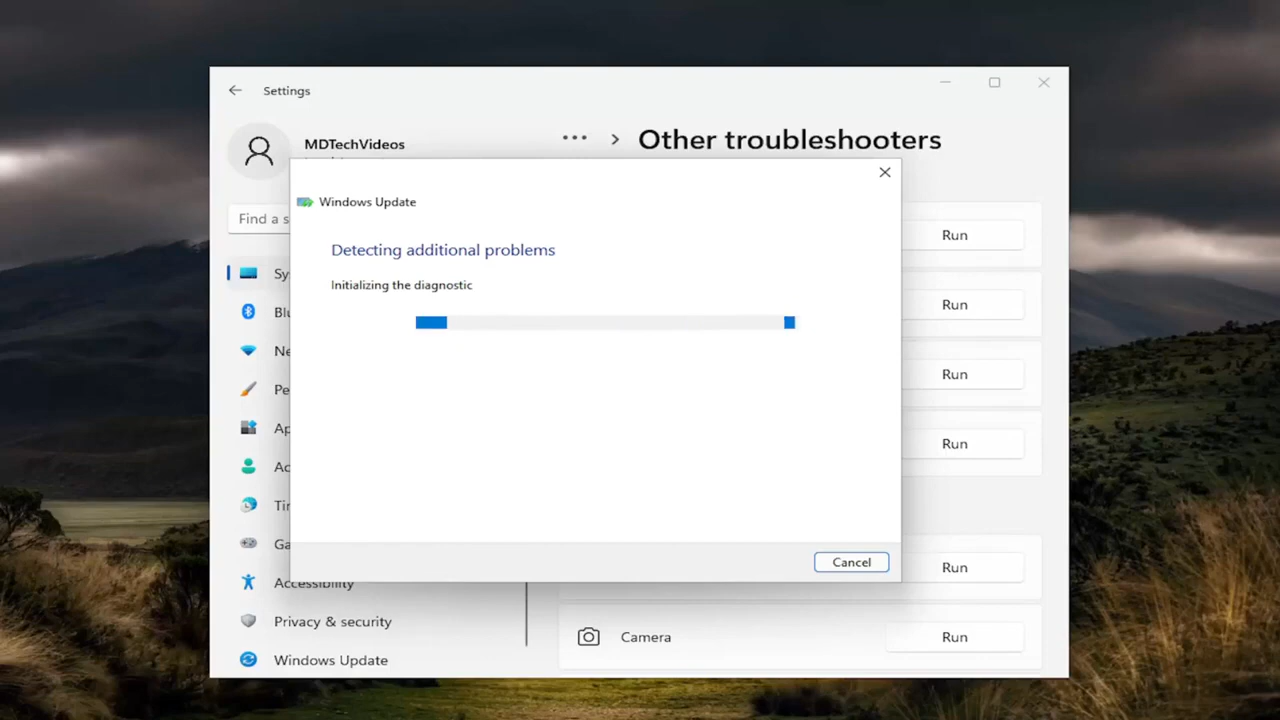 Settings
MDTechVideos
••• > Other troubleshooters
Windows Update
Find a s
Run
Detecting additional problems
Sy
Initializing the diagnostic
Blu
Run
Ne
Run
Pe
Ap
Run
Ac
Tir
Ga
Cancel
Run
Accessibility
Privacy & security
Camera
Run
Windows Update